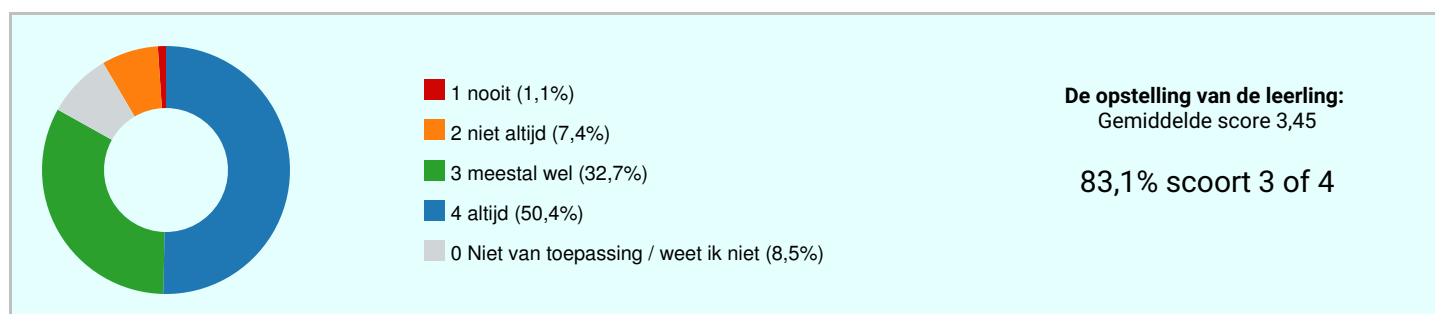 1 nooit (1,1%)
2 niet altijd (7,4%)
3 meestal wel (32,7%)
4 altijd (50,4%)
0 Niet van toepassing / weet ik niet (8,5%)
De opstelling van de leerling:
Gemiddelde score 3,45
83,1% scoort 3 of 4